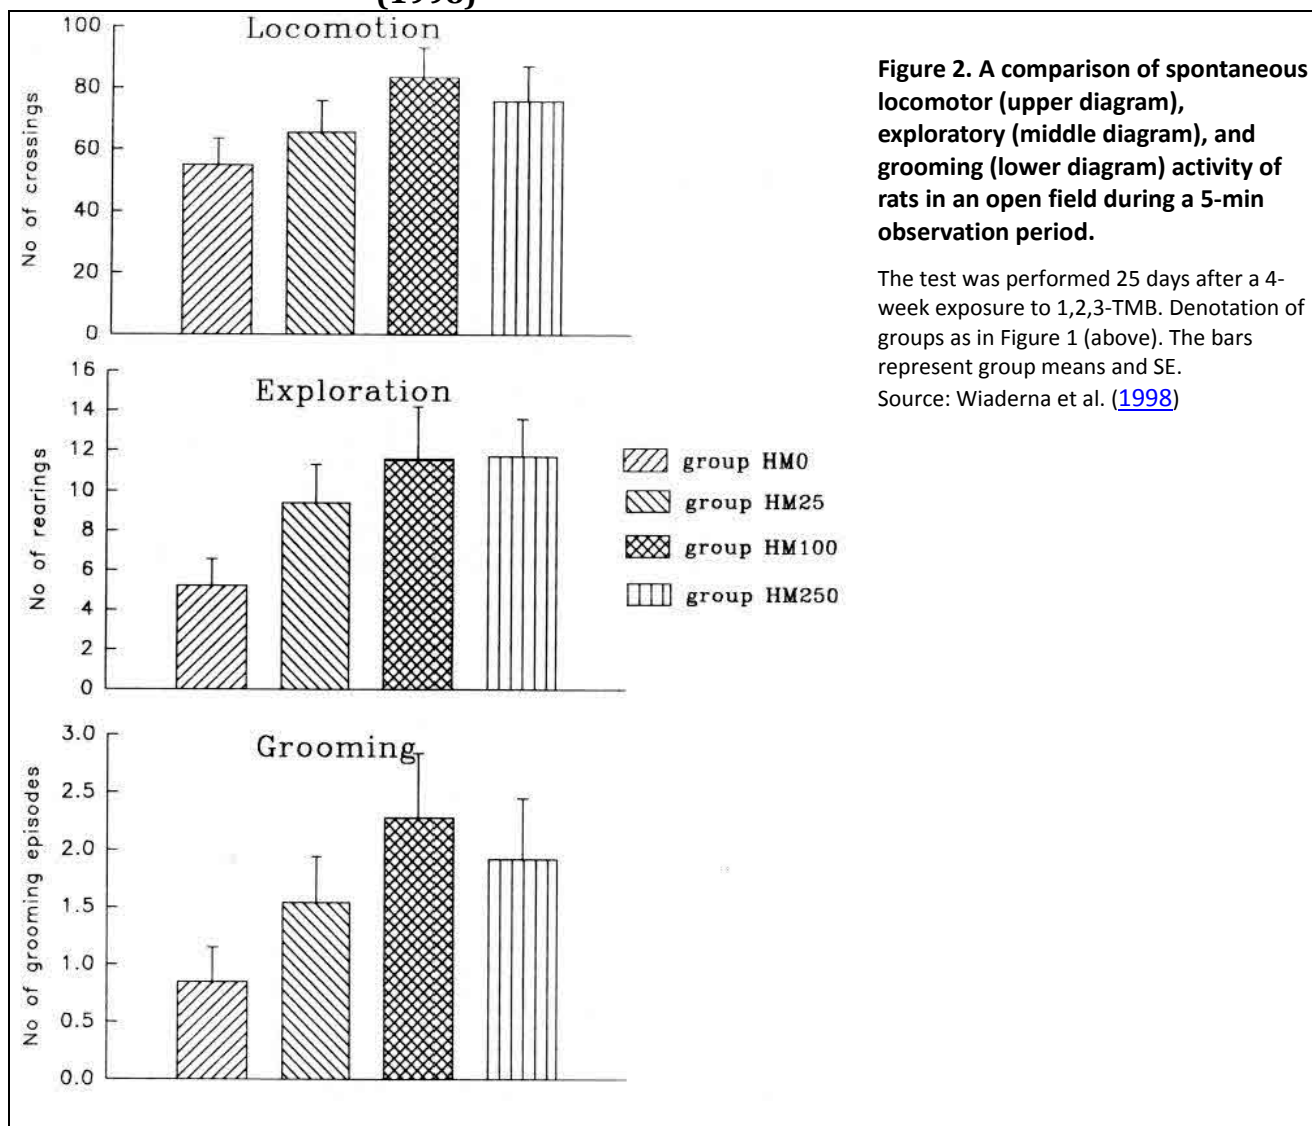 (1998)
Locomotion
100
80
60
40
20
0
No of crossings
Exploration
16
14
12
10
8
6
4
2
0
No of rearings
group HM0
group HM25
group HM100
group HM250
Grooming
3.0
2.5
2.0
1.5
1.0
0.5
0.0
No of grooming episodes
Figure 2. A comparison of spontaneous
locomotor (upper diagram),
exploratory (middle diagram), and
grooming (lower diagram) activity of
rats in an open field during a 5-min
observation period.
The test was performed 25 days after a 4-
week exposure to 1,2,3-TMB. Denotation of
groups as in Figure 1 (above). The bars
represent group means and SE.
Source: Wiaderna et al. (1998)